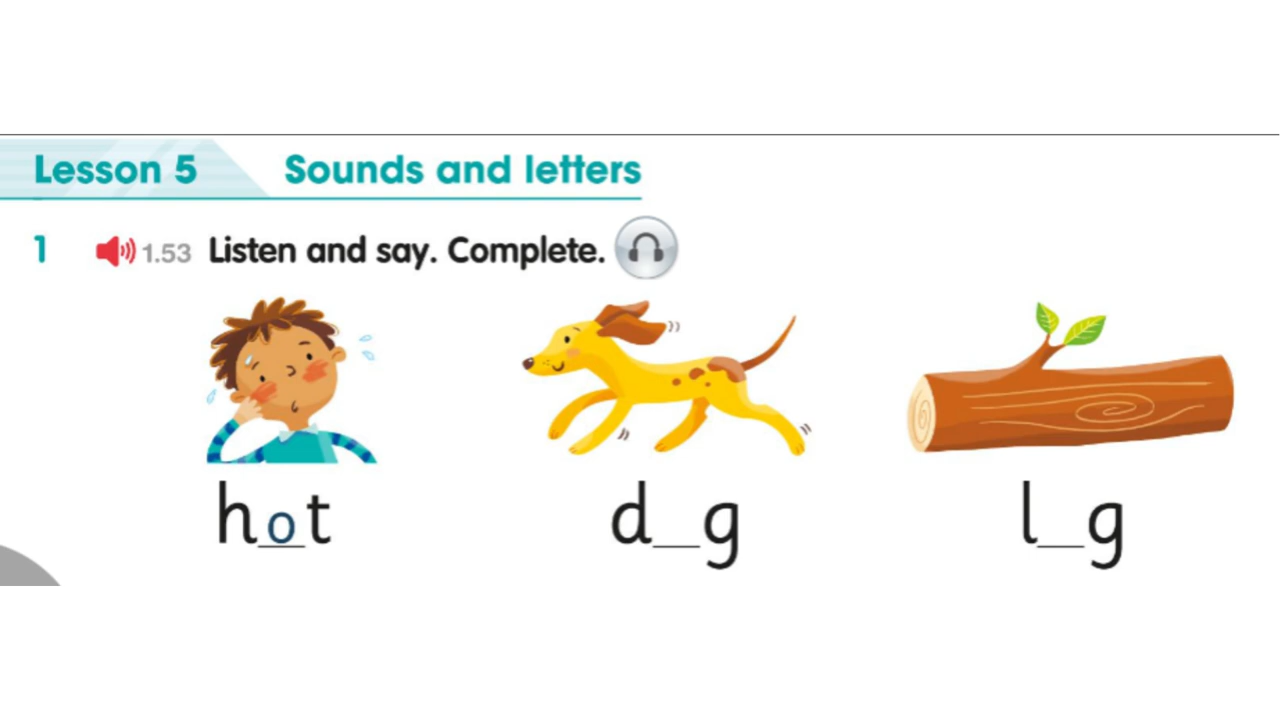 Lesson 5 Sounds and letters
1 1.53 Listen and say. Complete.
hot d_g l_g